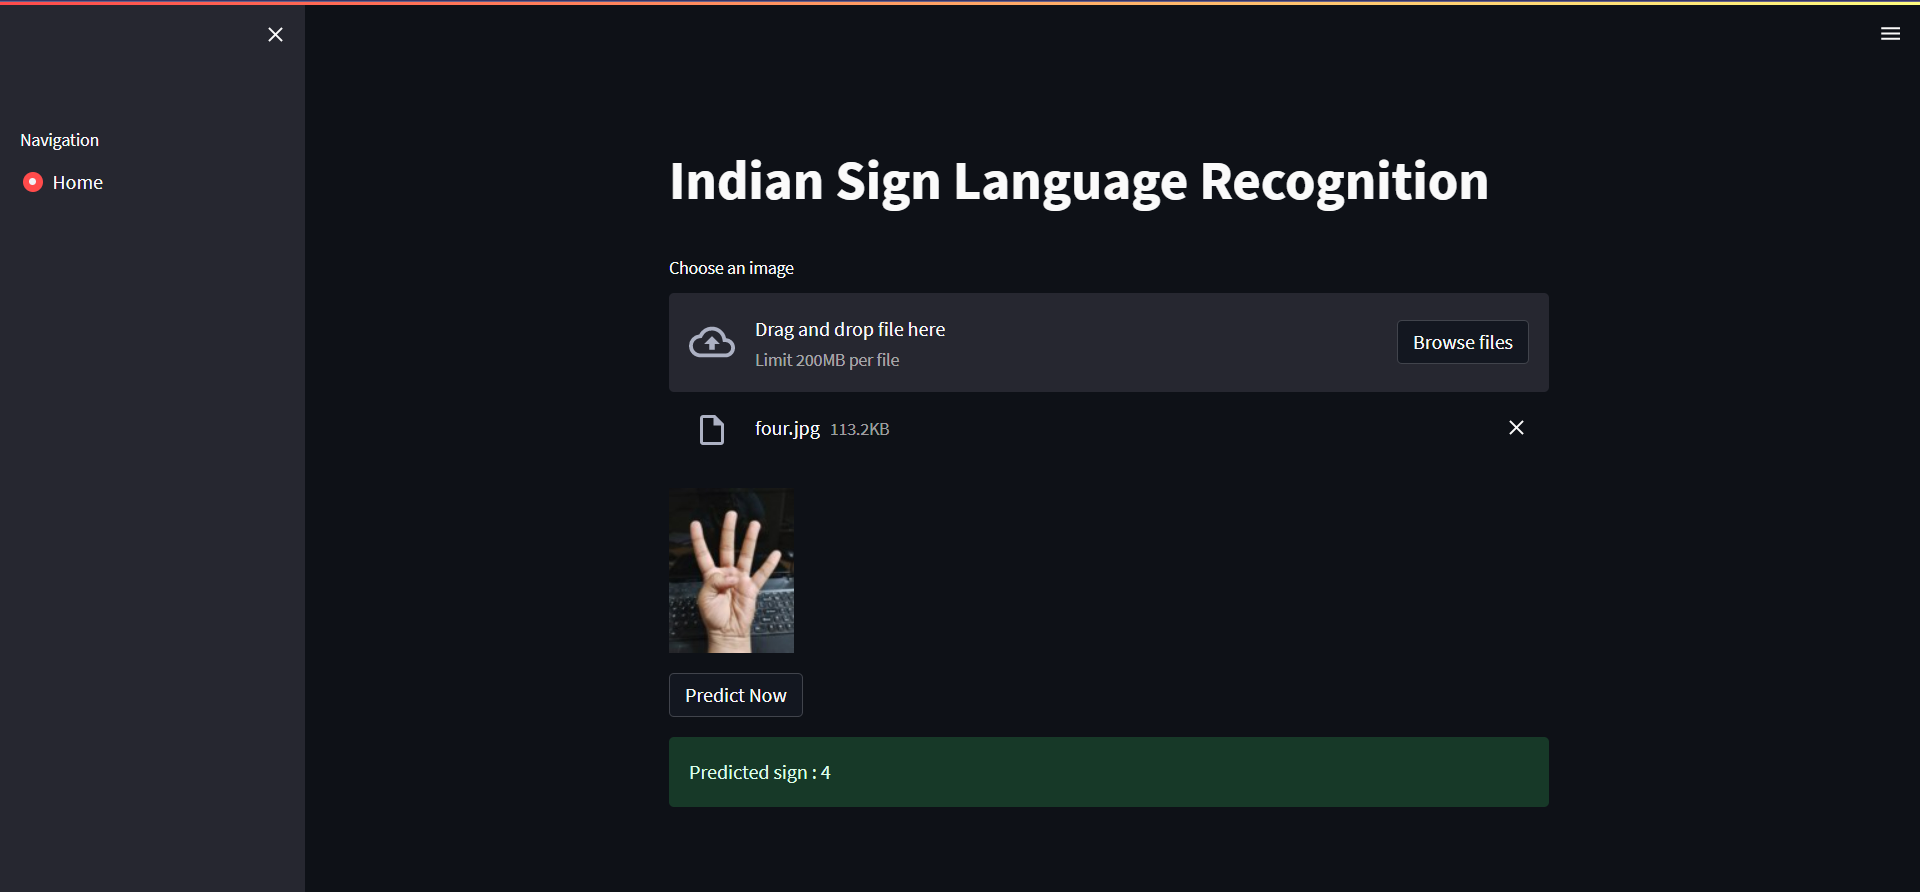 Navigation
Home
Indian Sign Language Recognition
Choose an image
Drag and drop file here
Limit 200MB per file
Browse files
four.jpg 113.2KB
Predict Now
Predicted sign : 4